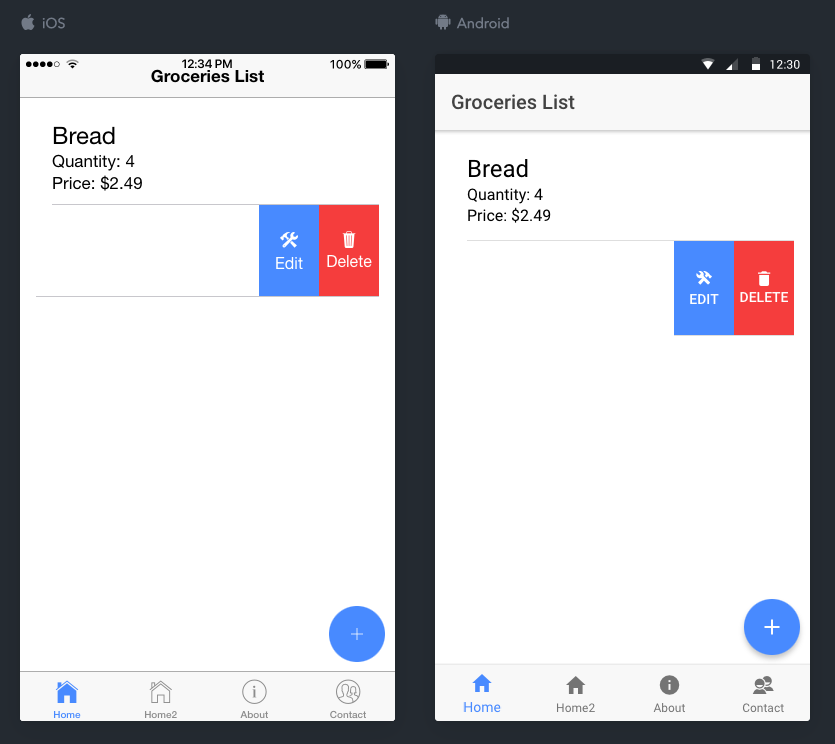 iOS
12:34 PM
100%
Groceries List
Bread
Quantity: 4
Price: $2.49
Edit
Delete
Home
Home2
About
Contact
Android
12:30
Groceries List
Bread
Quantity: 4
Price: $2.49
EDIT
DELETE
Home
Home2
About
Contact